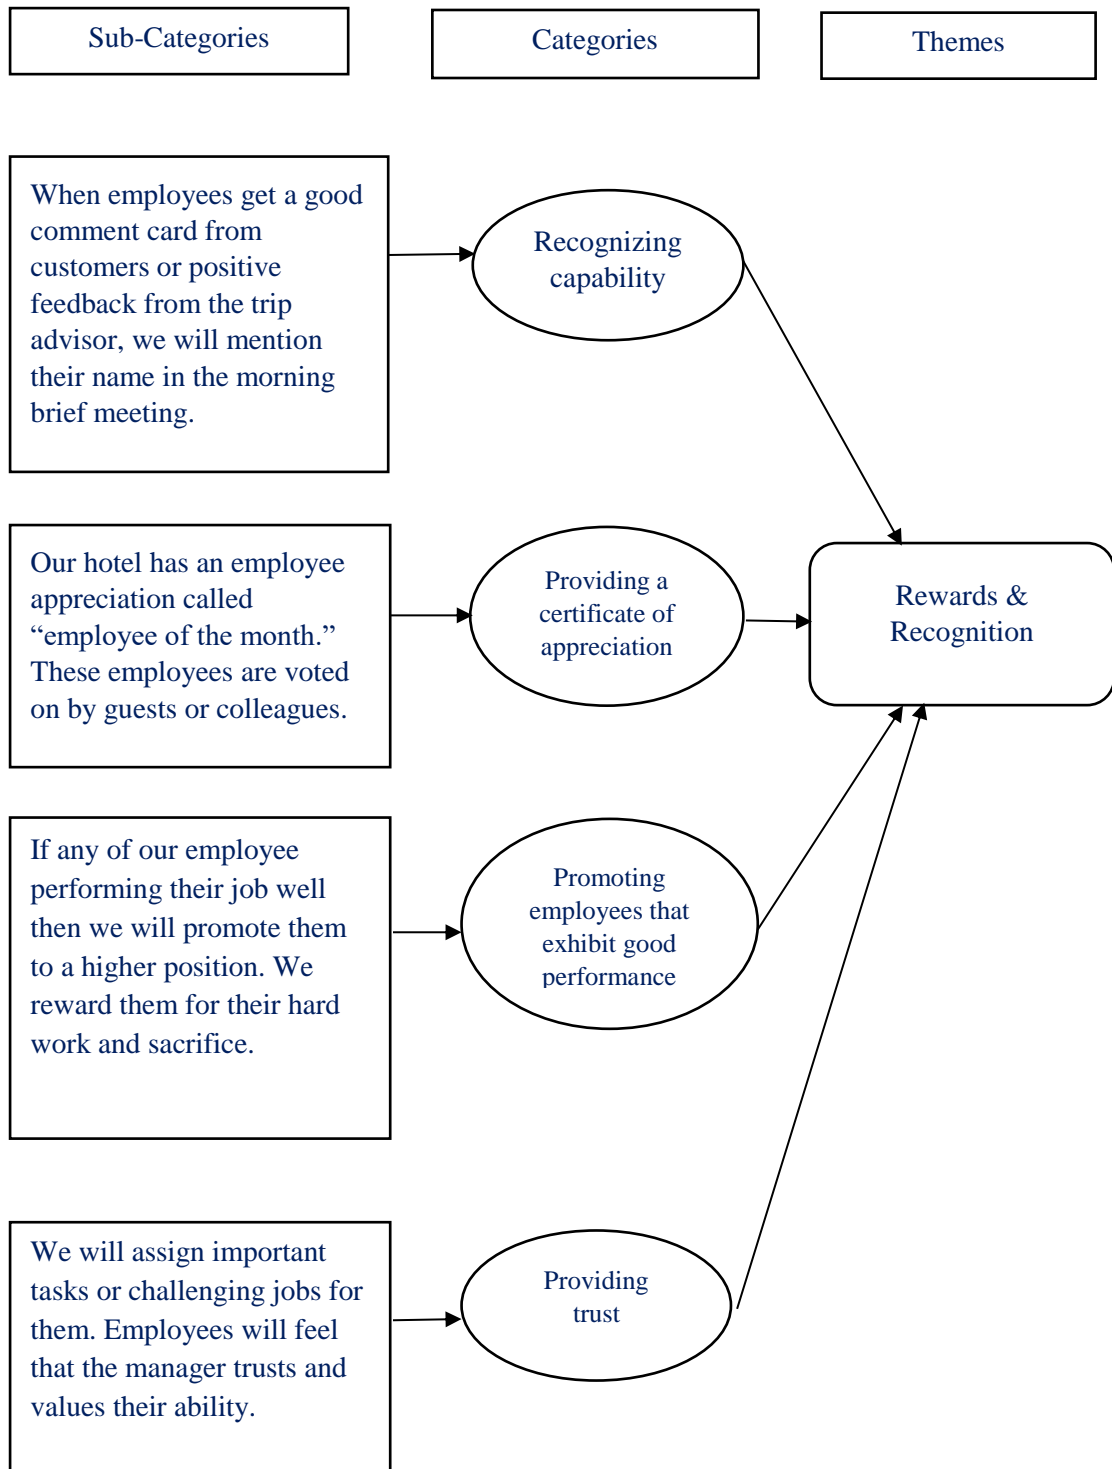 Sub-Categories
Categories
Themes
When employees get a good
comment card from
customers or positive
feedback from the trip
advisor, we will mention
their name in the morning
brief meeting.
Recognizing
capability
Our hotel has an employee
appreciation called
“employee of the month.”
These employees are voted
on by guests or colleagues.
Providing a
certificate of
appreciation
Rewards &
Recognition
If any of our employee
performing their job well
then we will promote them
to a higher position. We
reward them for their hard
work and sacrifice.
Promoting
employees that
exhibit good
performance
We will assign important
tasks or challenging jobs for
them. Employees will feel
that the manager trusts and
values their ability.
Providing
trust